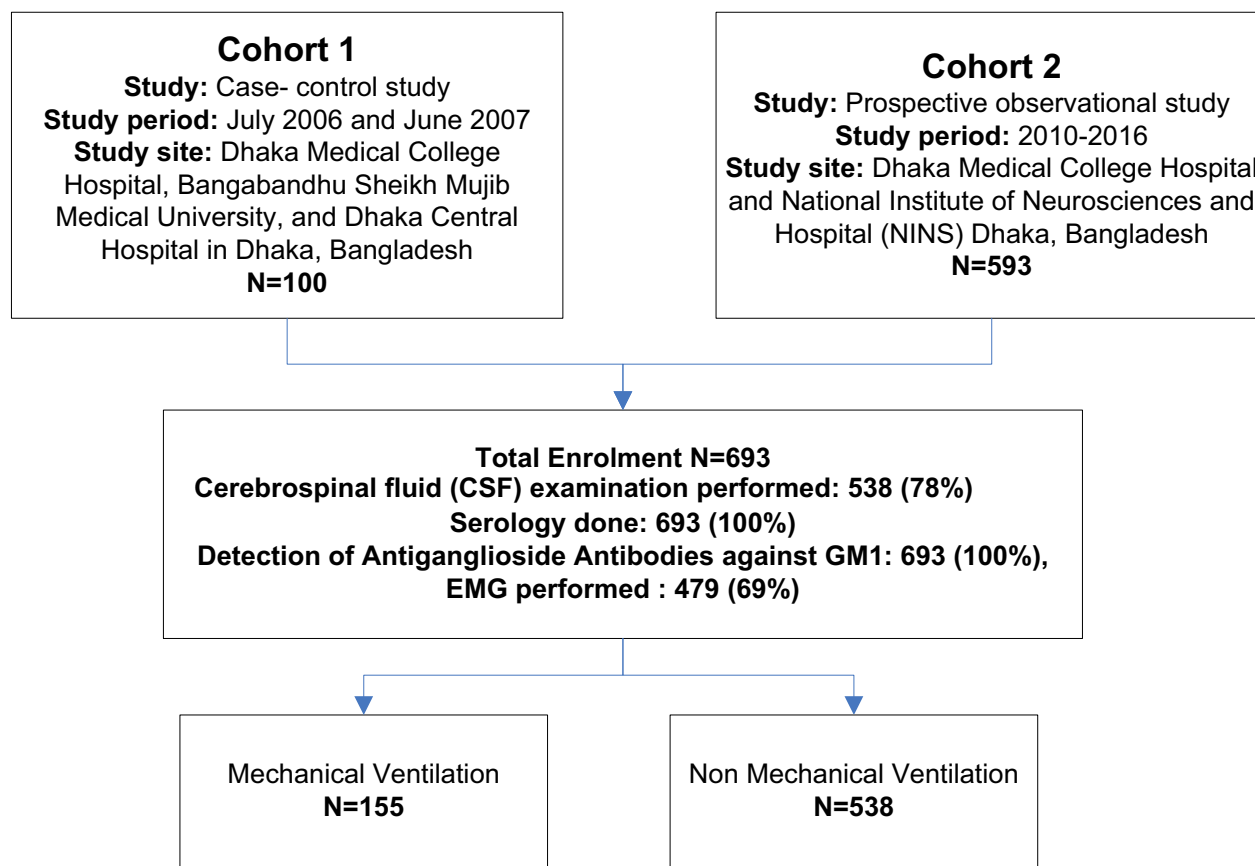 Cohort 1
Study: Case- control study
Study period: July 2006 and June 2007
Study site: Dhaka Medical College
Hospital, Bangabandhu Sheikh Mujib
Medical University, and Dhaka Central
Hospital in Dhaka, Bangladesh
N=100
Cohort 2
Study: Prospective observational study
Study period: 2010-2016
Study site: Dhaka Medical College Hospital
and National Institute of Neurosciences and
Hospital (NINS) Dhaka, Bangladesh
N=593
Total Enrolment N=693
Cerebrospinal fluid (CSF) examination performed: 538 (78%)
Serology done: 693 (100%)
Detection of Antiganglioside Antibodies against GM1: 693 (100%),
EMG performed : 479 (69%)
Mechanical Ventilation
N=155
Non Mechanical Ventilation
N=538